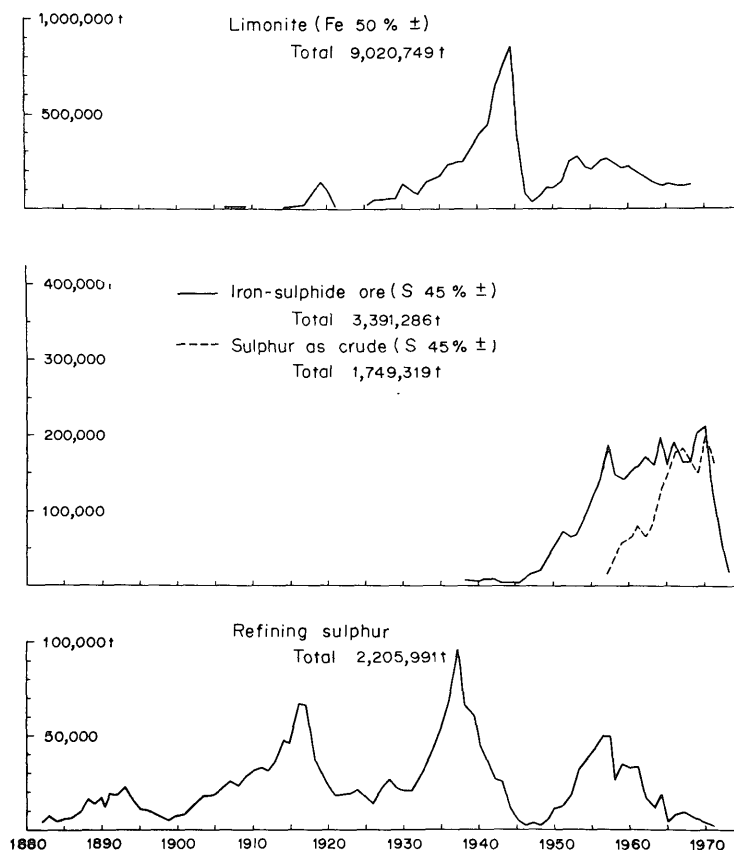 1,000,000 t
Limonite (Fe 50 % ±)
Total 9,020,749 t
500,000
400,000 t
Iron-sulphide ore (S 45 % ±)
Total 3,391,286 t
Sulphur as crude (S 45% ±)
300,000
Total 1,749,319 t
200,000
100,000
100,000 t
Refining sulphur
Total 2,205,991 t
50,000
1880 1890 1900 1910 1920 1930 1940 1950 1960 1970